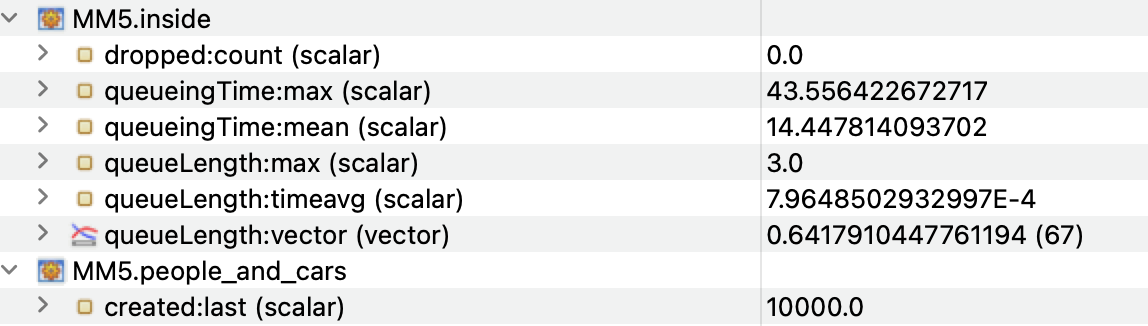 MM5.inside
dropped:count (scalar) 0.0
queueingTime:max (scalar) 43.556422672717
queueingTime:mean (scalar) 14.447814093702
queueLength:max (scalar) 3.0
queueLength:timeavg (scalar) 7.9648502932997E-4
queueLength:vector (vector) 0.6417910447761194 (67)
MM5.people_and_cars
created:last (scalar) 10000.0